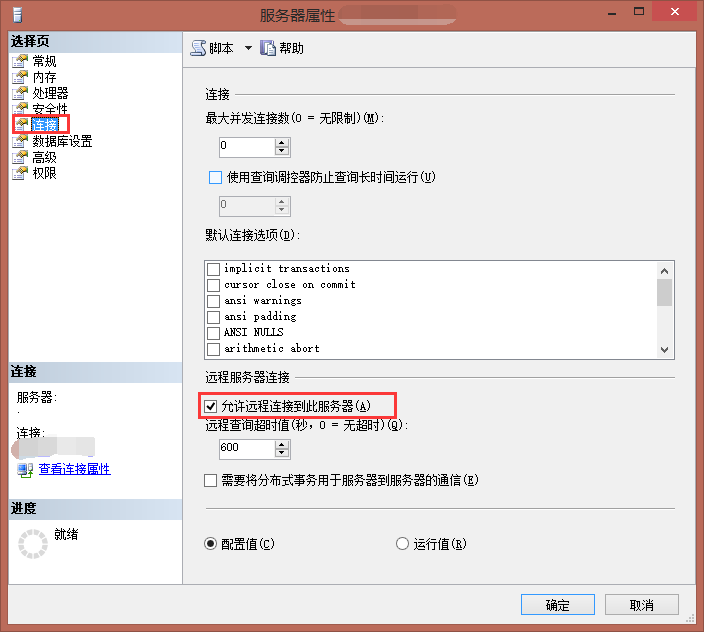 服务器属性
选择页
常规
内存
处理器
安全性
连接
数据库设置
高级
权限
连接
服务器:
.
连接:
查看连接属性
进度
就绪
脚本
帮助
连接
最大并发连接数(0 = 无限制)(M):
0
使用查询调控器防止查询长时间运行(U)
0
默认连接选项(D):
implicit transactions
cursor close on commit
ansi warnings
ansi padding
ANSI NULLS
arithmetic abort
远程服务器连接
允许远程连接到此服务器(A)
远程查询超时值(秒，0 = 无超时)(Q):
600
需要将分布式事务用于服务器到服务器的通信(E)
配置值(C)
运行值(R)
确定
取消